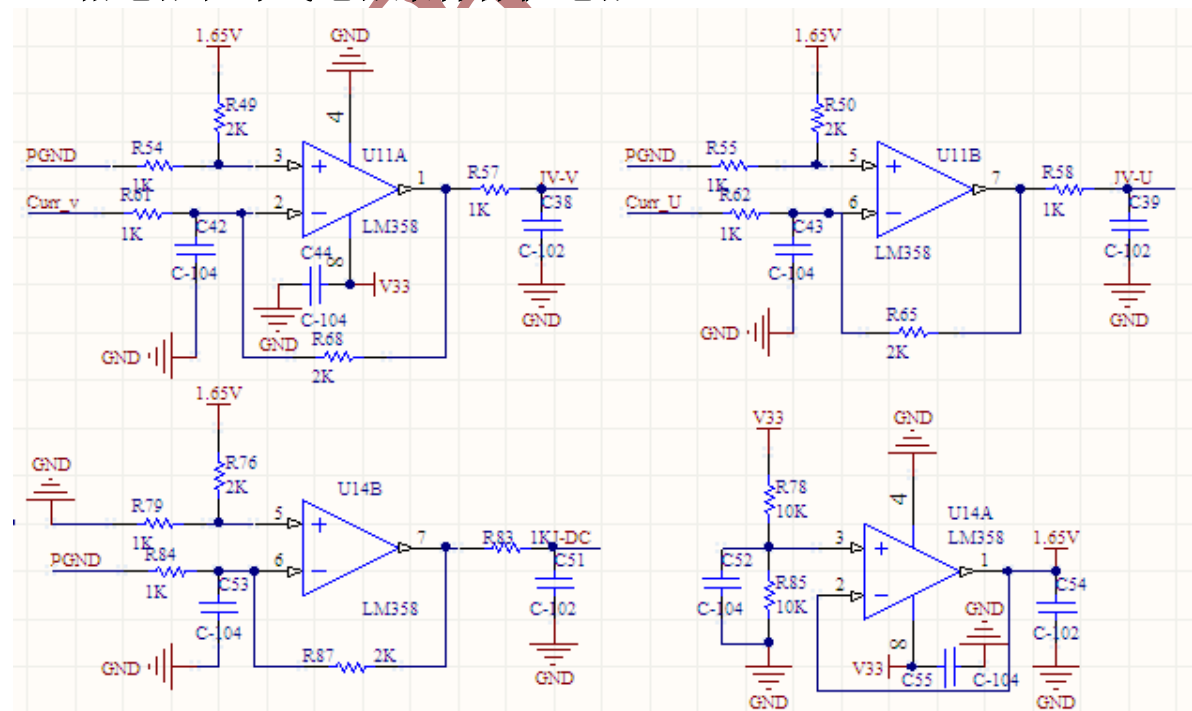 1.65V
GND
R49
2K
4
PGND
R54
1K
3
U11A
1
R57
1K
JV-V
Curr_v
R61
1K
2
LM358
C42
C-104
C38
C-102
GND
C44
8
V33
C-104
GND
GND
R68
2K
1.65V
R50
2K
PGND
R55
1K
5
U11B
7
R58
1K
JV-U
Curr_U
R62
1K
6
LM358
C43
C-104
C39
C-102
GND
GND
R65
2K
1.65V
GND
R76
2K
R79
1K
5
U14B
7
R83
1K
J-DC
PGND
R84
1K
6
LM358
C53
C-104
C51
C-102
GND
GND
R87
2K
V33
GND
R78
10K
4
U14A
LM358
3
1
1.65V
C52
C-104
R85
10K
2
C54
C-102
GND
8
V33
C55
C-104
GND
GND